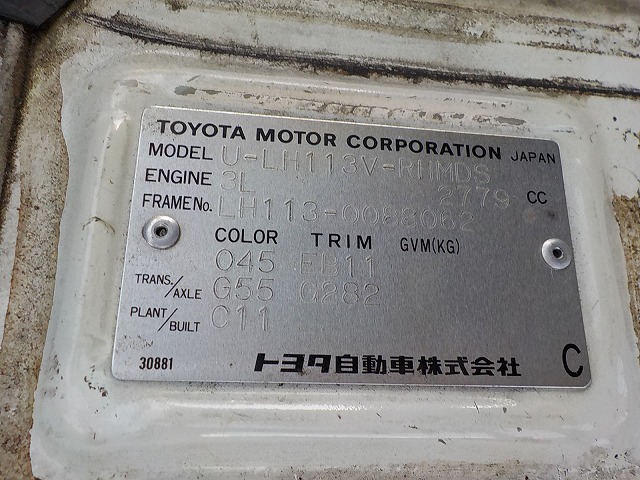 TOYOTA MOTOR CORPORATION JAPAN
MODEL U-LH113V-RHMDS
ENGINE 3L 2779 CC
FRAME No. LH113-0088062
COLOR TRIM GVM(KG)
045 FB11
TRANS./AXLE G55 G282
PLANT/BUILT C11
30881 トヨタ自動車株式会社 C